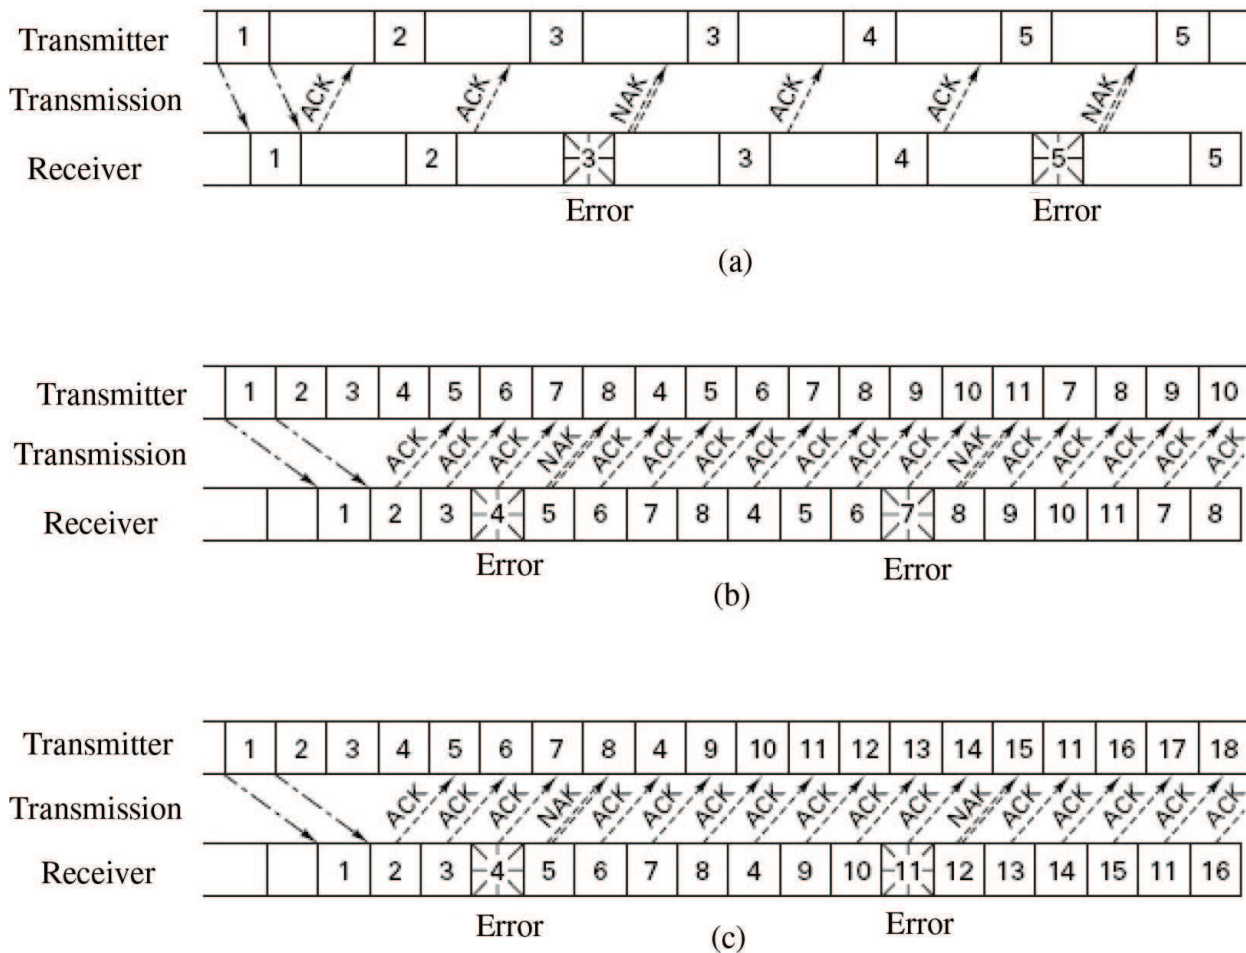 Transmitter 1 2 3 3 4 5 5
Transmission ACK ACK NAK ACK ACK NAK
Receiver 1 2 3 3 4 5 5
Error Error
(a)
Transmitter 1 2 3 4 5 6 7 8 4 5 6 7 8 9 10 11 7 8 9 10
Transmission ACK ACK ACK NAK ACK ACK ACK ACK ACK ACK ACK NAK ACK ACK ACK ACK ACK
Receiver 1 2 3 4 5 6 7 8 4 5 6 7 8 9 10 11 7 8
Error Error
(b)
Transmitter 1 2 3 4 5 6 7 8 4 9 10 11 12 13 14 15 11 16 17 18
Transmission ACK ACK ACK NAK ACK ACK ACK ACK ACK ACK ACK NAK ACK ACK ACK ACK ACK
Receiver 1 2 3 4 5 6 7 8 4 9 10 11 12 13 14 15 11 16
Error Error
(c)